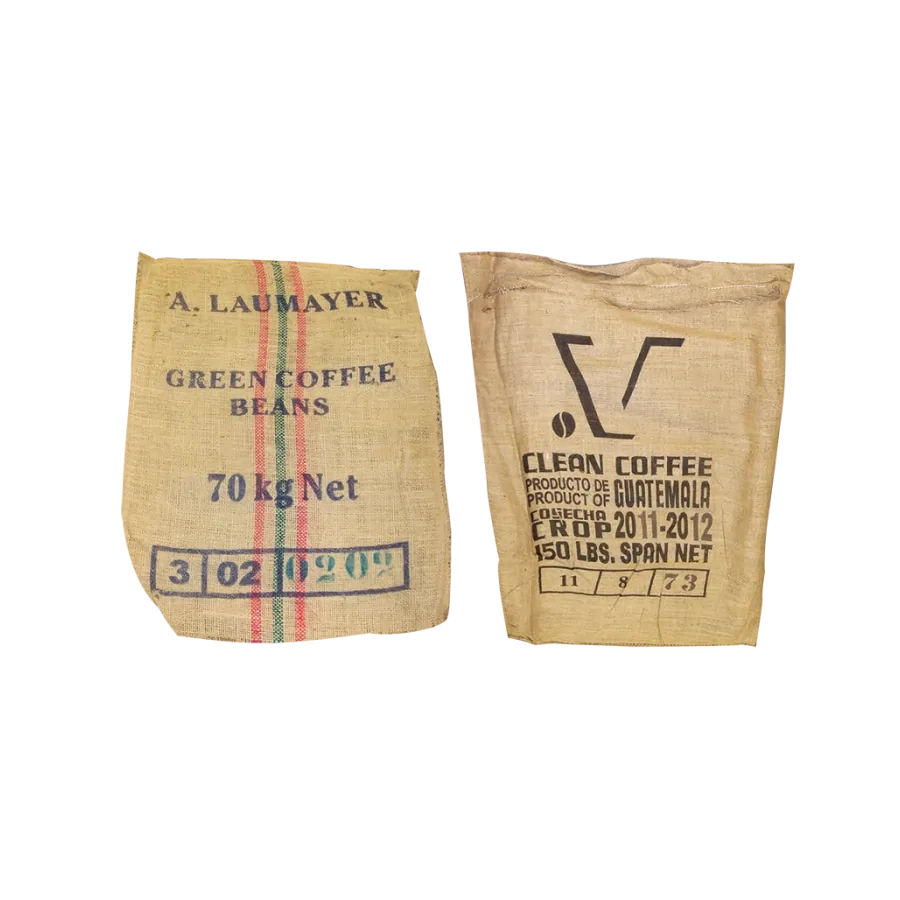 A. LAUMAYER
GREEN COFFEE
BEANS
70 kg Net
3 02 0202
CLEAN COFFEE
PRODUCTO DE
PRODUCT OF GUATEMALA
COSECHA
CROP 2011-2012
450 LBS. SPAN NET
11 8 73